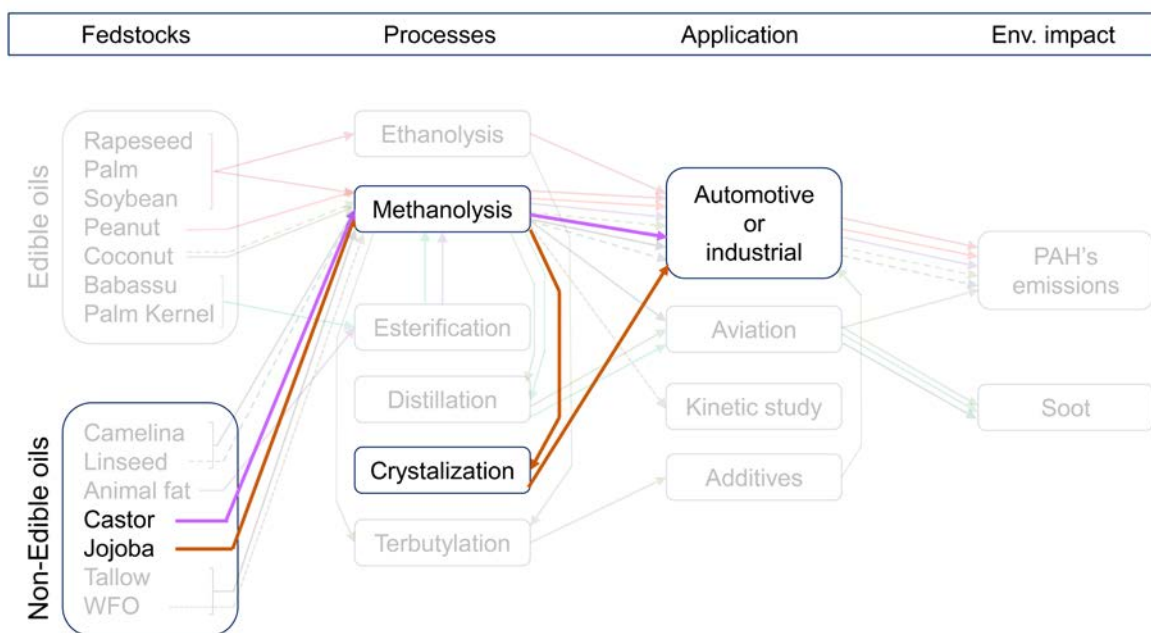 Fedstocks Processes Application Env. impact
Edible oils
Rapeseed
Palm
Soybean
Peanut
Coconut
Babassu
Palm Kernel
Non-Edible oils
Camelina
Linseed
Animal fat
Castor
Jojoba
Tallow
WFO
Ethanolysis
Methanolysis
Esterification
Distillation
Crystalization
Terbutylation
Automotive
or
industrial
Aviation
Kinetic study
Additives
PAH's
emissions
Soot